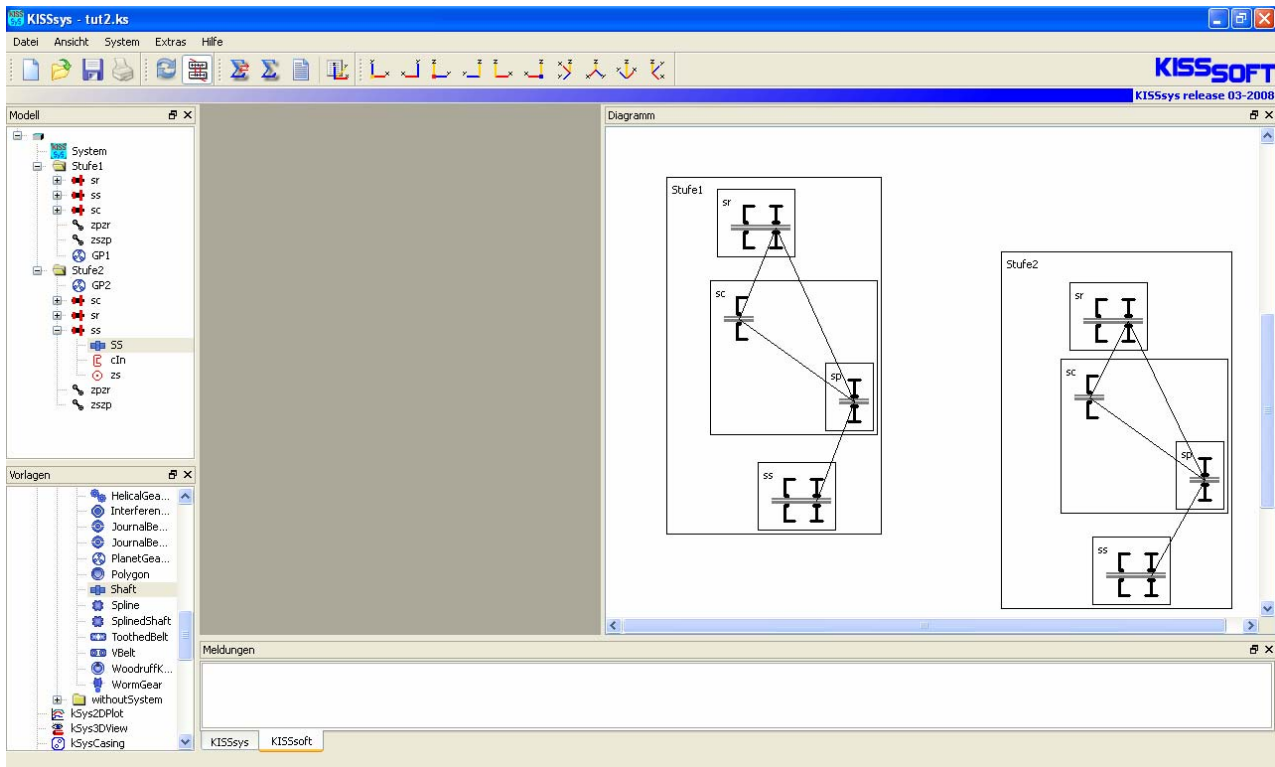 KISSsys - tut2.ks
Datei Ansicht System Extras Hilfe
KISSSOFT
KISSsys release 03-2008
Modell
System
Stufe1
sr
ss
sc
zpzr
zszp
GP1
Stufe2
GP2
sc
sr
ss
SS
cIn
zs
zpzr
zszp
Vorlagen
HelicalGea...
Interferen...
JournalBe...
JournalBe...
PlanetGea...
Polygon
Shaft
Spline
SplinedShaft
ToothedBelt
VBelt
WoodruffK...
WormGear
withoutSystem
kSys2DPlot
kSys3DView
kSysCasing
Diagramm
Stufe1
sr
sc
sp
ss
Stufe2
sr
sc
sp
ss
Meldungen
KISSsys KISSsoft